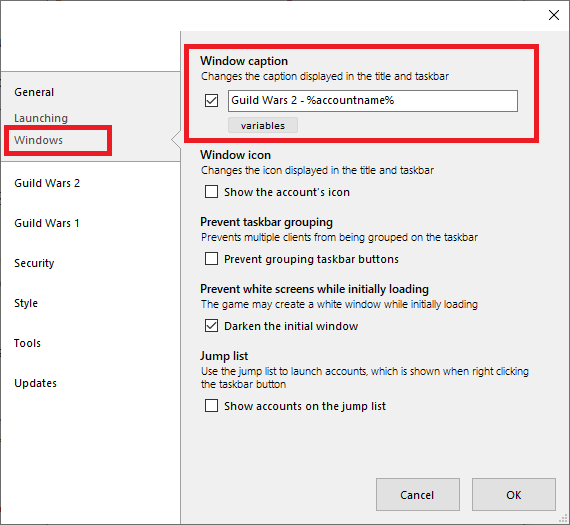 General
Launching
Windows
Guild Wars 2
Guild Wars 1
Security
Style
Tools
Updates
Window caption
Changes the caption displayed in the title and taskbar
Guild Wars 2 - %accountname%
variables
Window icon
Changes the icon displayed in the title and taskbar
Show the account's icon
Prevent taskbar grouping
Prevents multiple clients from being grouped on the taskbar
Prevent grouping taskbar buttons
Prevent white screens while initially loading
The game may create a white window while initially loading
Darken the initial window
Jump list
Use the jump list to launch accounts, which is shown when right clicking
the taskbar button
Show accounts on the jump list
Cancel
OK